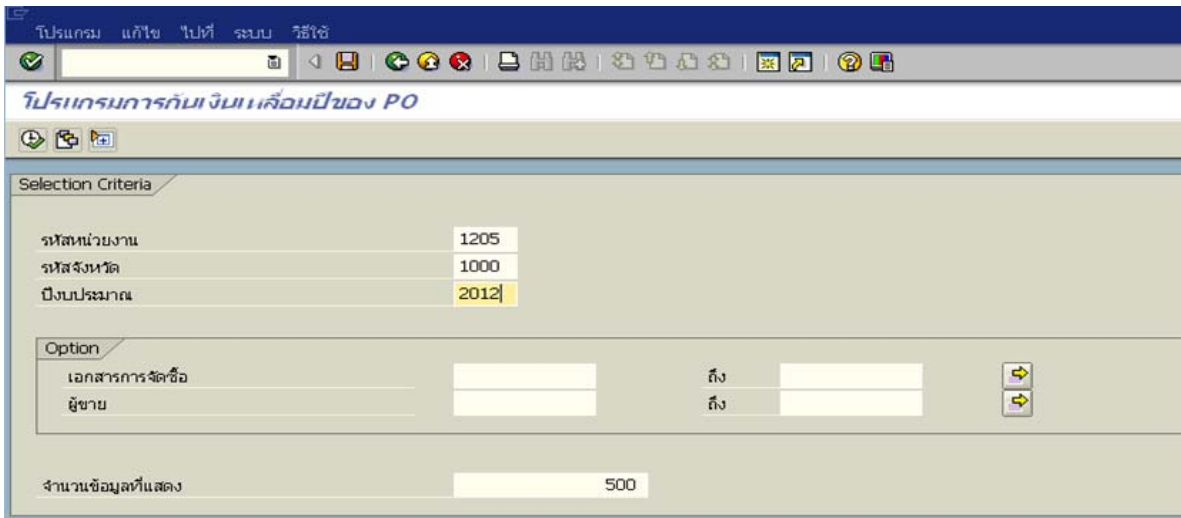 โปรแกรม แก้ไข ไปที่ ระบบ วิธีใช้
โปรแกรมการกันเงินเหลื่อมปีของ PO
Selection Criteria
รหัสหน่วยงาน 1205
รหัสจังหวัด 1000
ปีงบประมาณ 2012
Option
เอกสารการจัดซื้อ ถึง
ผู้ขาย ถึง
จำนวนข้อมูลที่แสดง 500